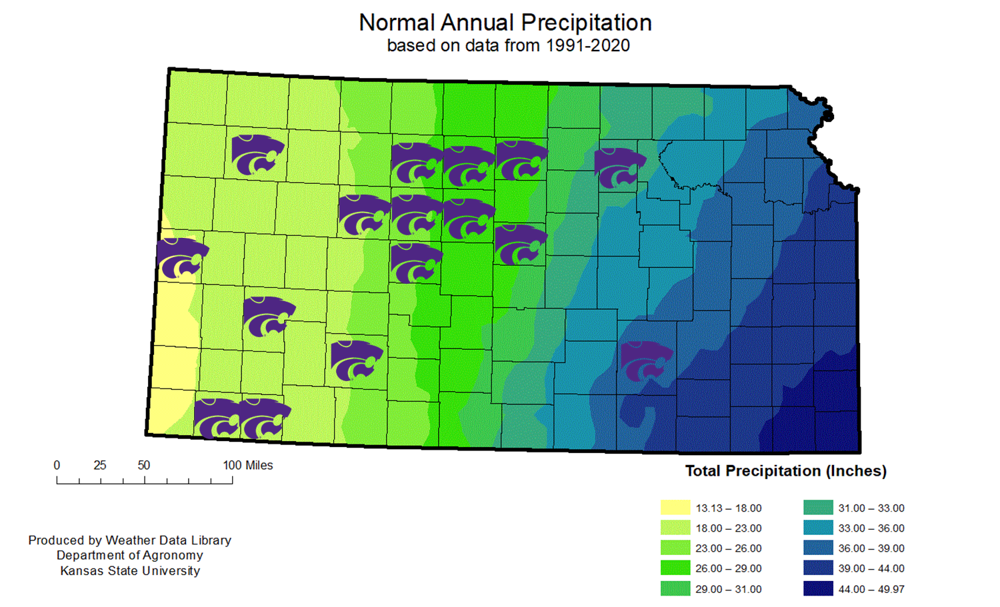 Normal Annual Precipitation
based on data from 1991-2020
0 25 50 100 Miles
Produced by Weather Data Library
Department of Agronomy
Kansas State University
Total Precipitation (Inches)
13.13 – 18.00
18.00 – 23.00
23.00 – 26.00
26.00 – 29.00
29.00 – 31.00
31.00 – 33.00
33.00 – 36.00
36.00 – 39.00
39.00 – 44.00
44.00 – 49.97